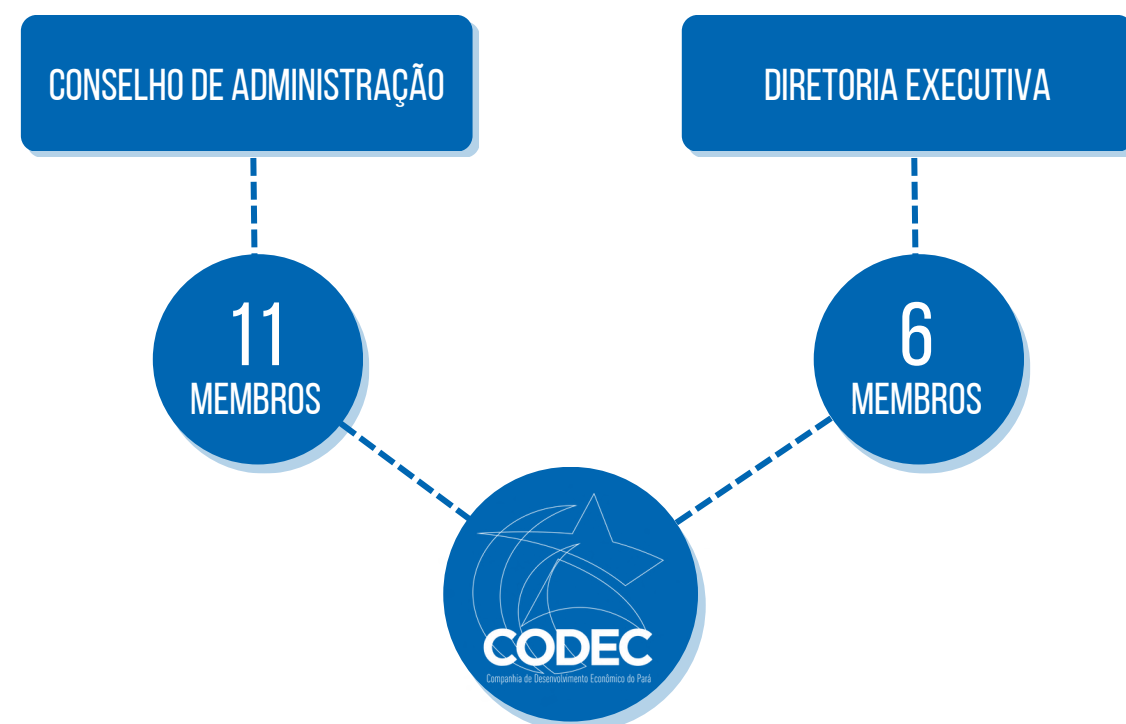 CONSELHO DE ADMINISTRAÇÃO
DIRETORIA EXECUTIVA
11
MEMBROS
6
MEMBROS
CODEC
Companhia de Desenvolvimento Econômico do Pará